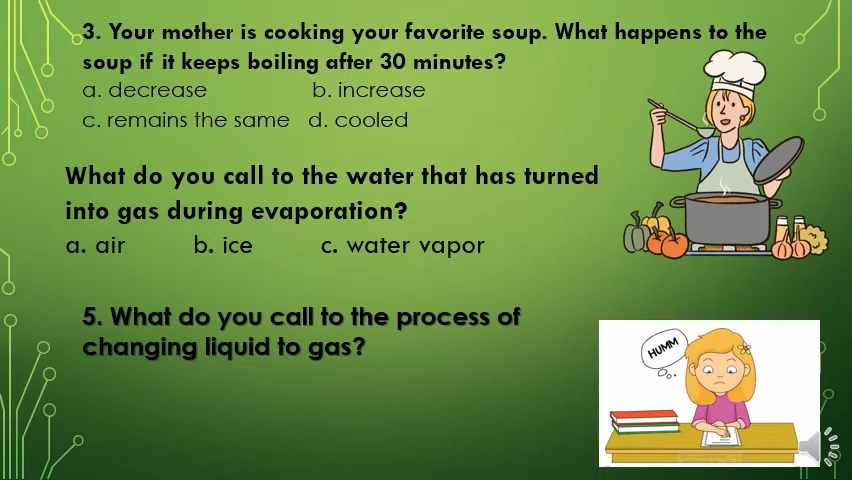 3. Your mother is cooking your favorite soup. What happens to the
soup if it keeps boiling after 30 minutes?
a. decrease b. increase
c. remains the same d. cooled
What do you call to the water that has turned
into gas during evaporation?
a. air b. ice c. water vapor
5. What do you call to the process of
changing liquid to gas?
HUMM